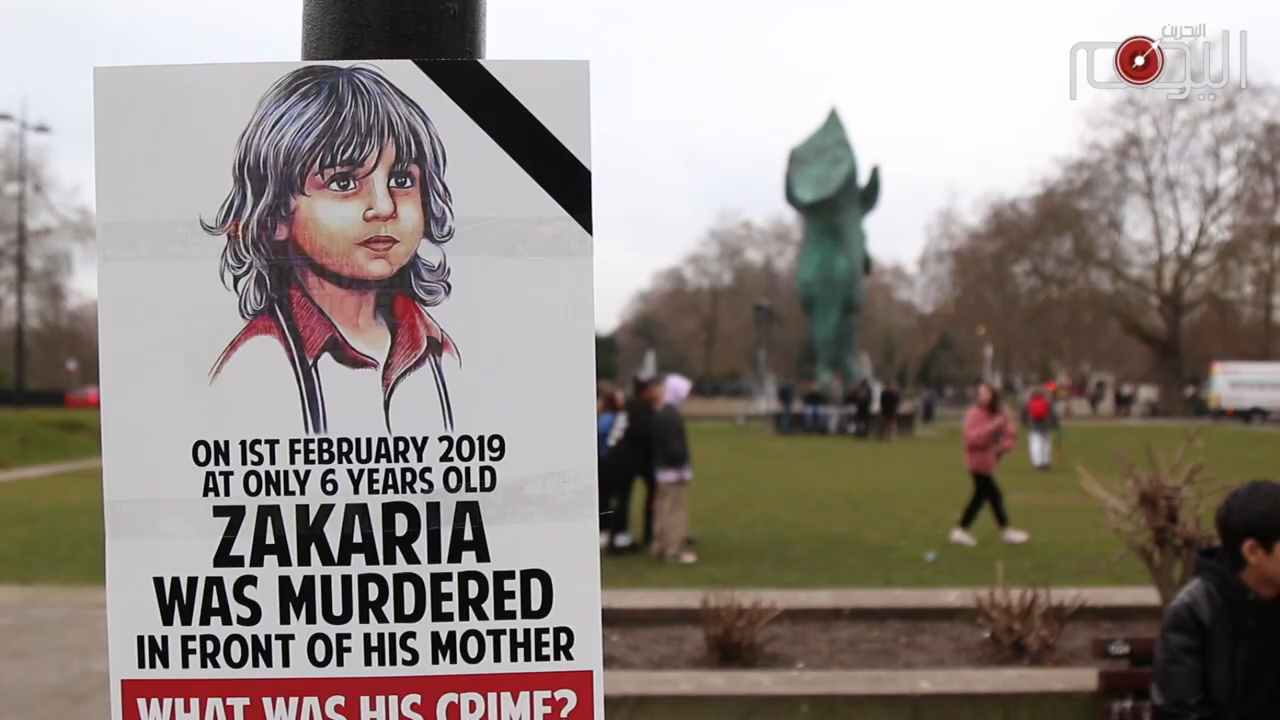 البحرين
اليوم
ON 1ST FEBRUARY 2019
AT ONLY 6 YEARS OLD
ZAKARIA
WAS MURDERED
IN FRONT OF HIS MOTHER
WHAT WAS HIS CRIME?